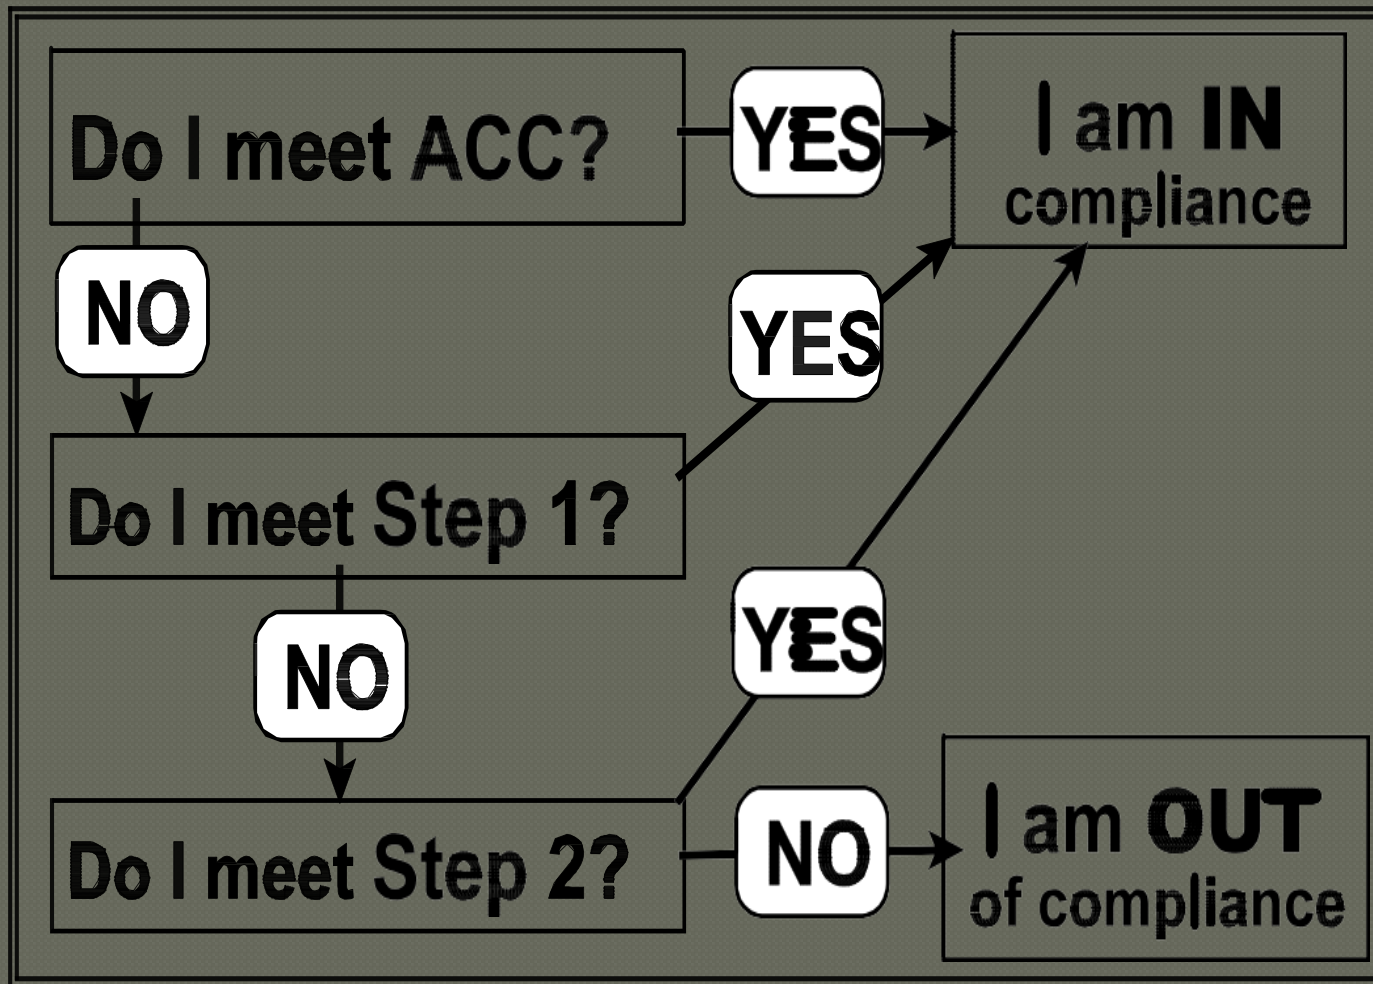 Do I meet ACC?
YES
I am IN
compliance
NO
YES
Do I meet Step 1?
NO
YES
Do I meet Step 2?
NO
I am OUT
of compliance